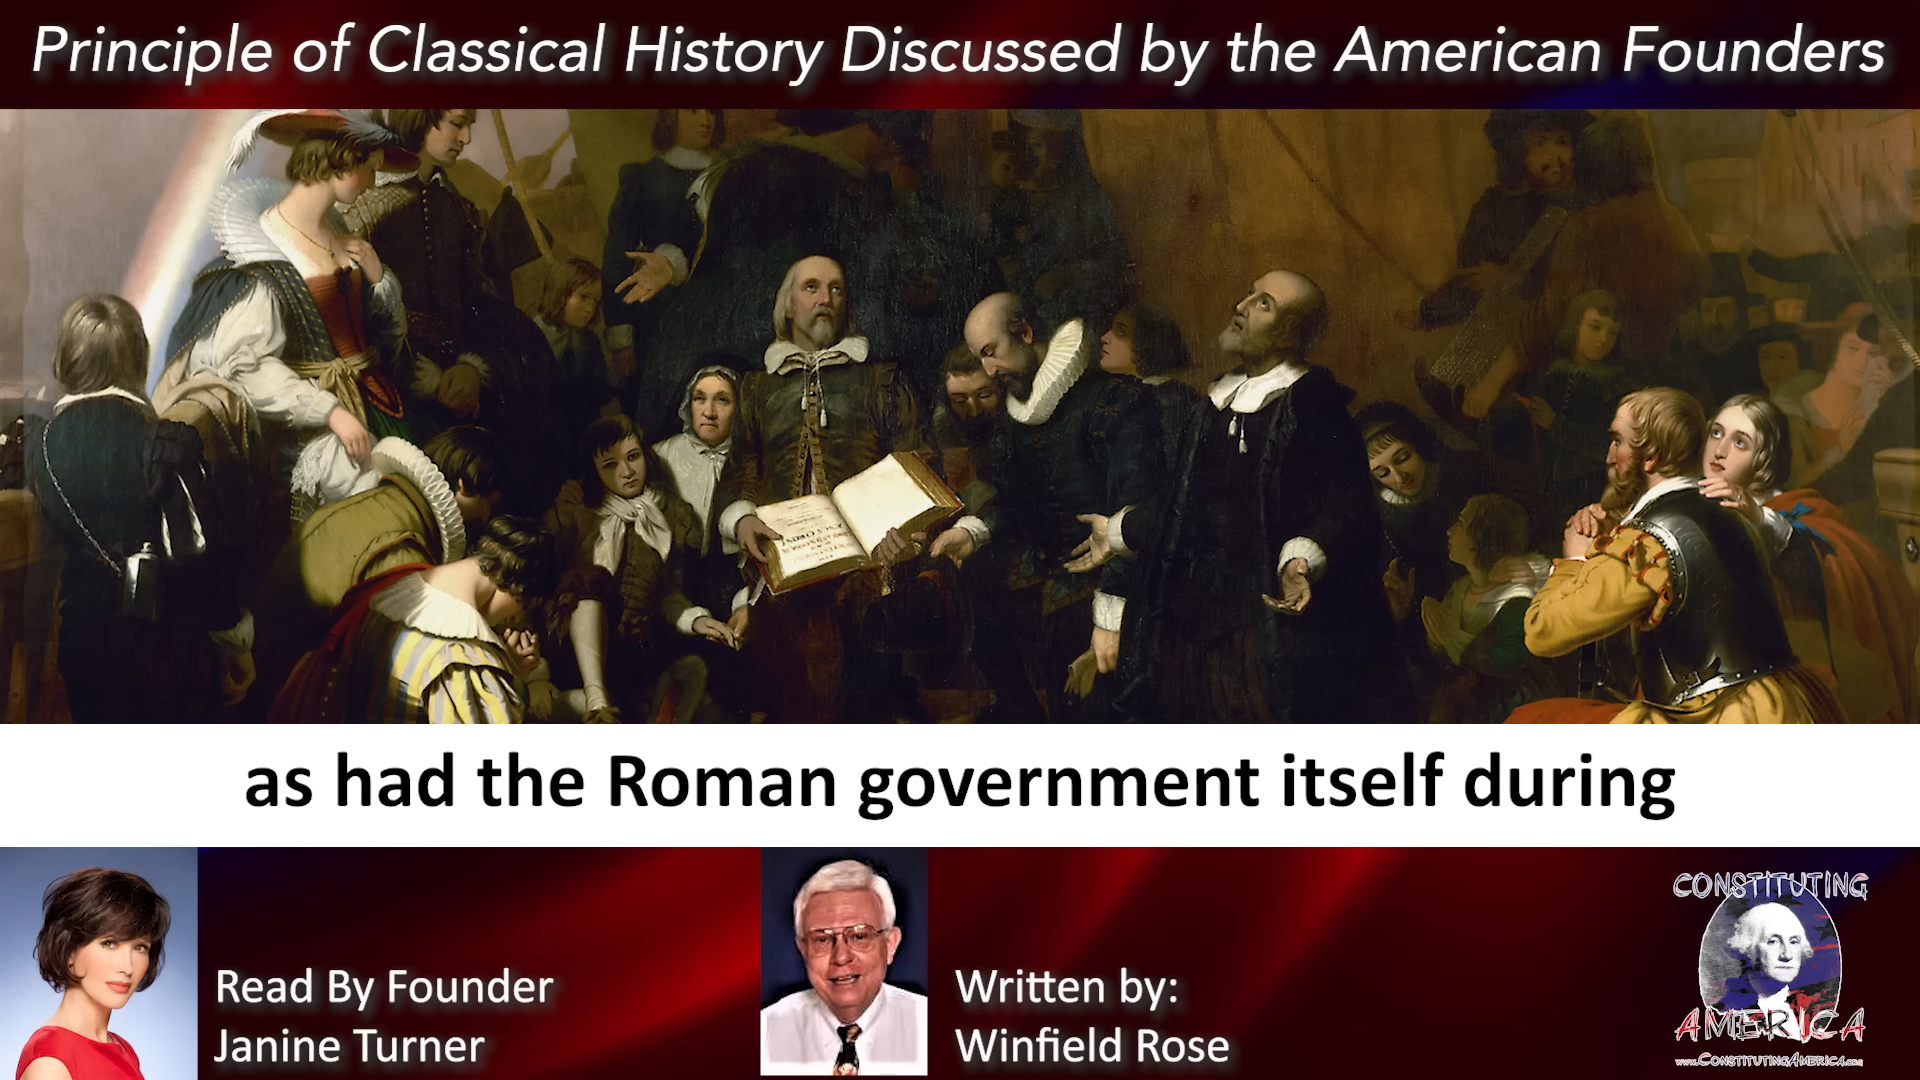 Principle of Classical History Discussed by the American Founders
as had the Roman government itself during
Read By Founder
Janine Turner
Written by:
Winfield Rose
CONSTITUTING
AMERICA
www.ConstitutingAmerica.org